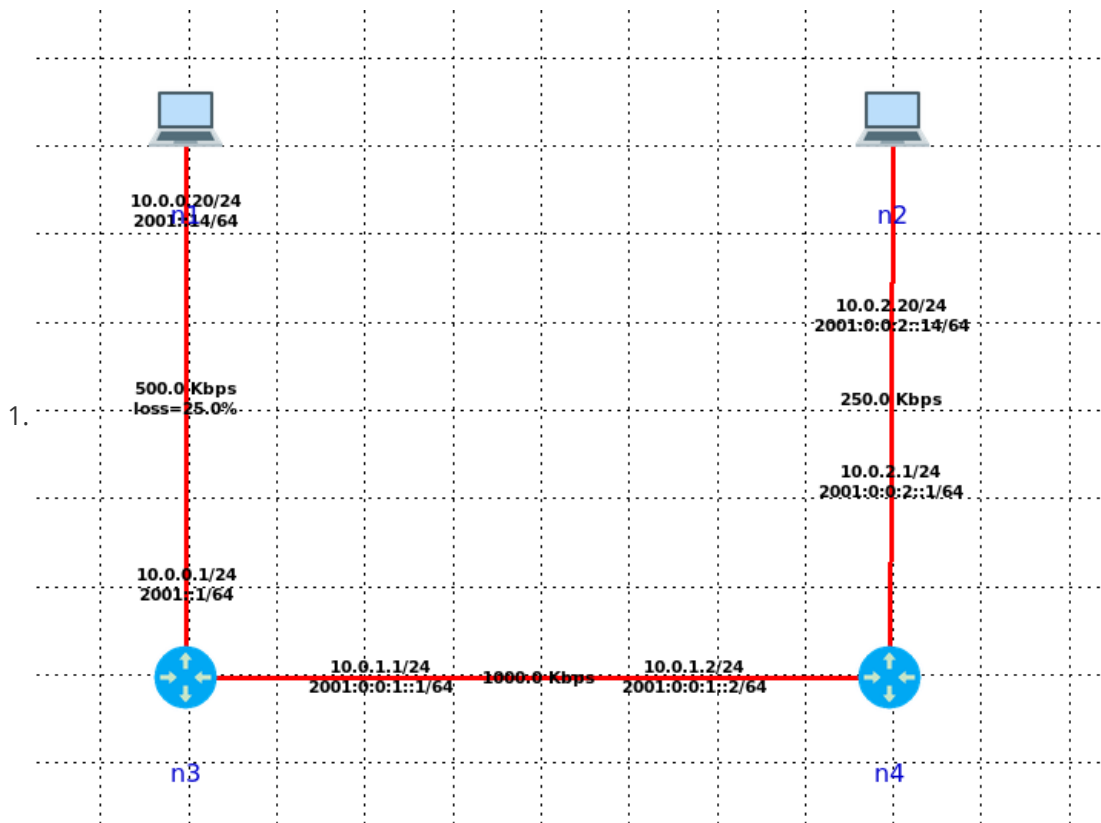 10.0.0.20/24
2001::14/64
n1
n2
10.0.2.20/24
2001:0:0:2::14/64
500.0 Kbps
loss=25.0%
250.0 Kbps
1.
10.0.2.1/24
2001:0:0:2::1/64
10.0.0.1/24
2001::1/64
10.0.1.1/24
2001:0:0:1::1/64
1000.0 Kbps
10.0.1.2/24
2001:0:0:1::2/64
n3
n4